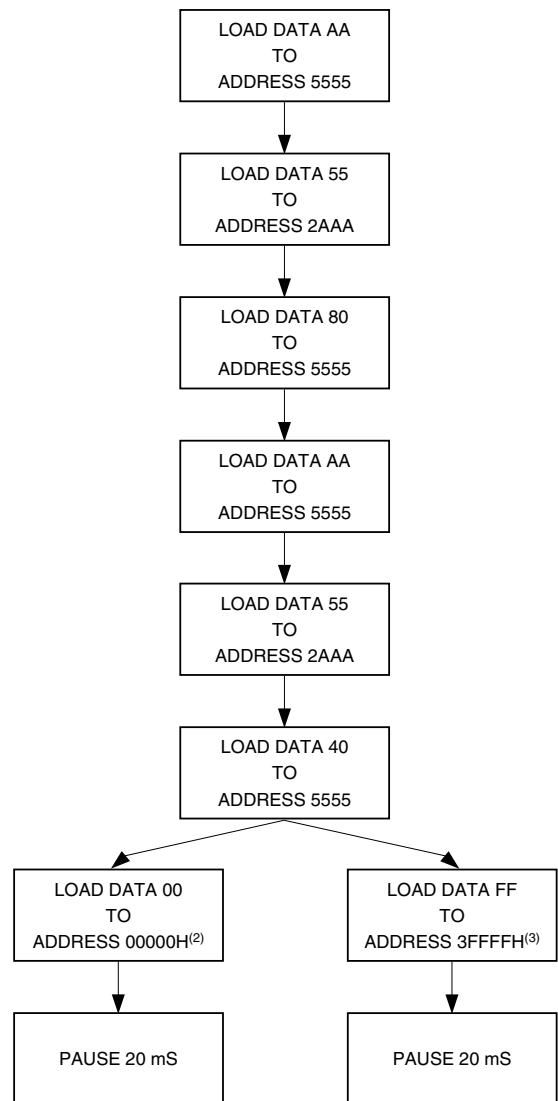 LOAD DATA AA
TO
ADDRESS 5555
LOAD DATA 55
TO
ADDRESS 2AAA
LOAD DATA 80
TO
ADDRESS 5555
LOAD DATA AA
TO
ADDRESS 5555
LOAD DATA 55
TO
ADDRESS 2AAA
LOAD DATA 40
TO
ADDRESS 5555
LOAD DATA 00
TO
ADDRESS 00000H(2)
PAUSE 20 mS
LOAD DATA FF
TO
ADDRESS 3FFFFH(3)
PAUSE 20 mS